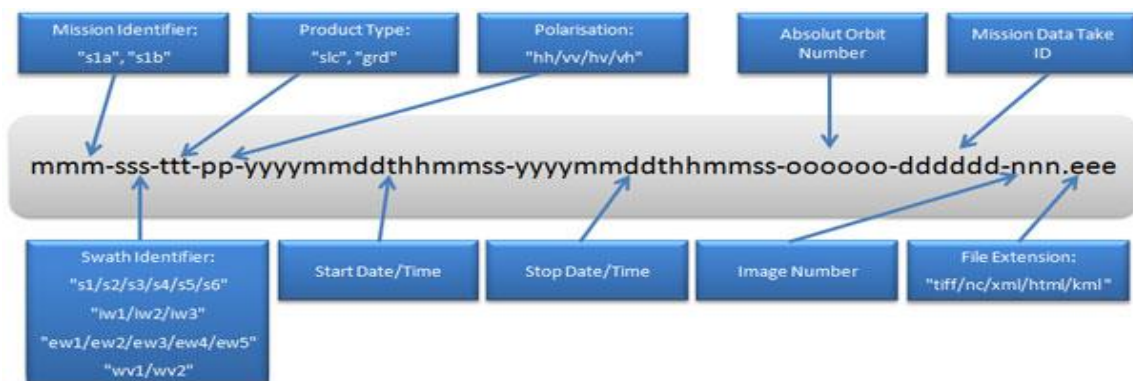 Mission Identifier:
"s1a", "s1b"
Product Type:
"slc", "grd"
Polarisation:
"hh/vv/hv/vh"
Absolut Orbit
Number
Mission Data Take
ID
mmm-sss-ttt-pp-yyyymmddthhmmss-yyyymmddthhmmss-oooooo-dddddd-nnn.eee
Swath Identifier:
"s1/s2/s3/s4/s5/s6"
"iw1/iw2/iw3"
"ew1/ew2/ew3/ew4/ew5"
"wv1/wv2"
Start Date/Time
Stop Date/Time
Image Number
File Extension:
"tiff/nc/xml/html/kml"